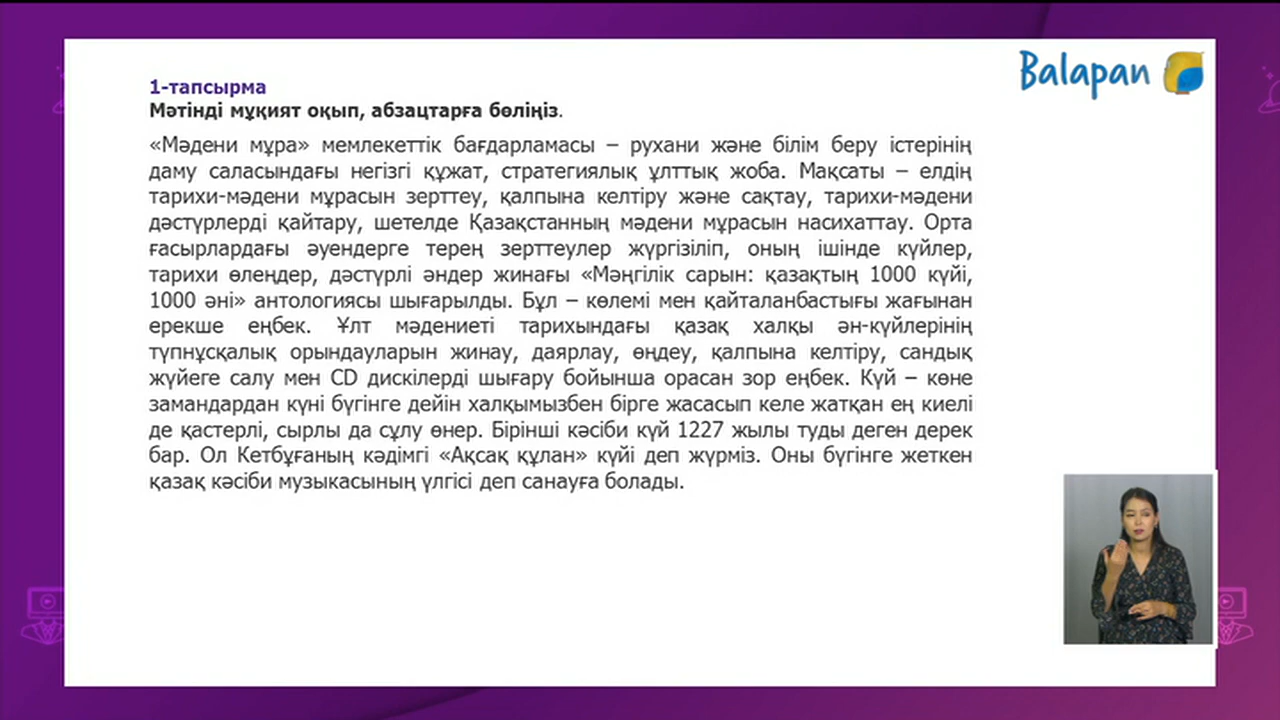 Balapan
1-тапсырма
Мәтінді мұқият оқып, абзацтарға бөліңіз.
«Мәдени мұра» мемлекеттік бағдарламасы – рухани және білім беру істерінің
даму саласындағы негізгі құжат, стратегиялық ұлттық жоба. Мақсаты – елдің
тарихи-мәдени мұрасын зерттеу, қалпына келтіру және сақтау, тарихи-мәдени
дәстүрлерді қайтару, шетелде Қазақстанның мәдени мұрасын насихаттау. Орта
ғасырлардағы әуендерге терең зерттеулер жүргізіліп, оның ішінде күйлер,
тарихи өлеңдер, дәстүрлі әндер жинағы «Мәңгілік сарын: қазақтың 1000 күйі,
1000 әні» антологиясы шығарылды. Бұл – көлемі мен қайталанбастығы жағынан
ерекше еңбек. Ұлт мәдениеті тарихындағы қазақ халқы ән-күйлерінің
түпнұсқалық орындауларын жинау, даярлау, өңдеу, қалпына келтіру, сандық
жүйеге салу мен CD дискілерді шығару бойынша орасан зор еңбек. Күй – көне
замандардан күні бүгінге дейін халқымызбен бірге жасасып келе жатқан ең киелі
де қастерлі, сырлы да сұлу өнер. Бірінші кәсіби күй 1227 жылы туды деген дерек
бар. Ол Кетбұғаның кәдімгі «Ақсақ құлан» күйі деп жүрміз. Оны бүгінге жеткен
қазақ кәсіби музыкасының үлгісі деп санауға болады.